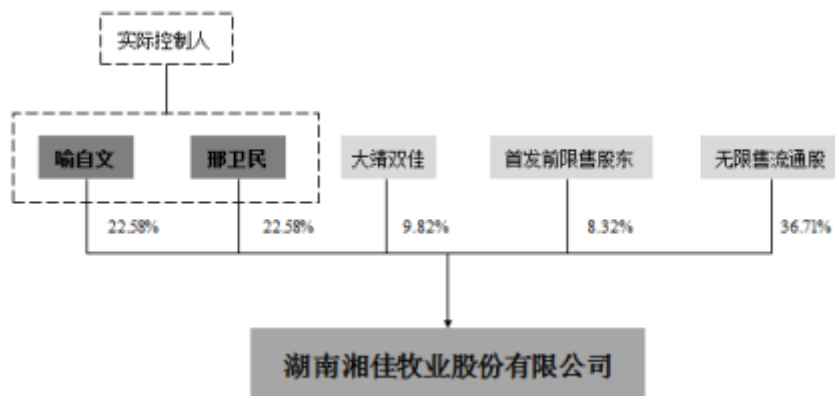 实际控制人
喻自文
邢卫民
大靖双佳
首发前限售股东
无限售流通股
22.58%
22.58%
9.82%
8.32%
36.71%
湖南湘佳牧业股份有限公司